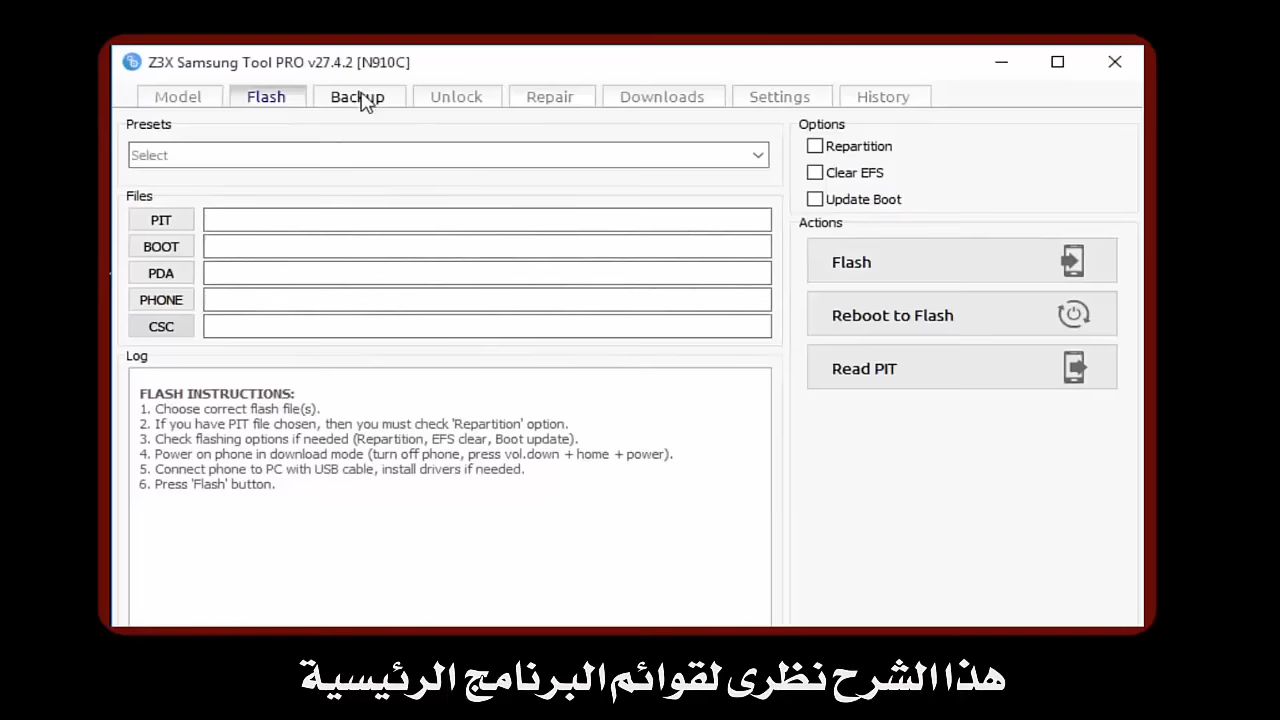 Z3X Samsung Tool PRO v27.4.2 [N910C]
Model Flash Backup Unlock Repair Downloads Settings History
Presets
Select
Files
PIT
BOOT
PDA
PHONE
CSC
Log
FLASH INSTRUCTIONS:
1. Choose correct flash file(s).
2. If you have PIT file chosen, then you must check 'Repartition' option.
3. Check flashing options if needed (Repartition, EFS clear, Boot update).
4. Power on phone in download mode (turn off phone, press vol.down + home + power).
5. Connect phone to PC with USB cable, install drivers if needed.
6. Press 'Flash' button.
Options
Repartition
Clear EFS
Update Boot
Actions
Flash
Reboot to Flash
Read PIT
هذا الشرح نظرى لقوائم البرنامج الرئيسية